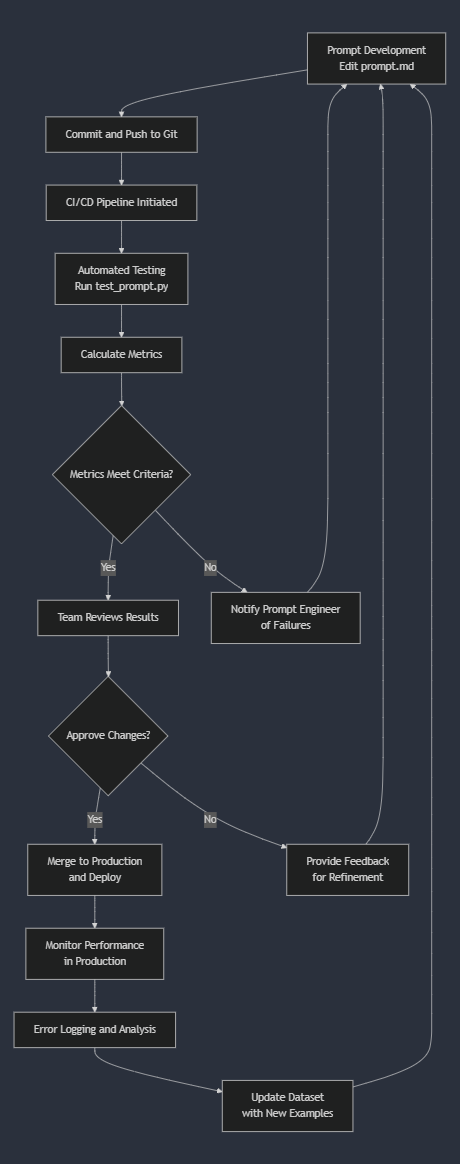 Prompt Development
Edit prompt.md
Commit and Push to Git
CI/CD Pipeline Initiated
Automated Testing
Run test_prompt.py
Calculate Metrics
Metrics Meet Criteria?
Yes
No
Notify Prompt Engineer
of Failures
Team Reviews Results
Approve Changes?
Yes
No
Merge to Production
and Deploy
Provide Feedback
for Refinement
Monitor Performance
in Production
Error Logging and Analysis
Update Dataset
with New Examples